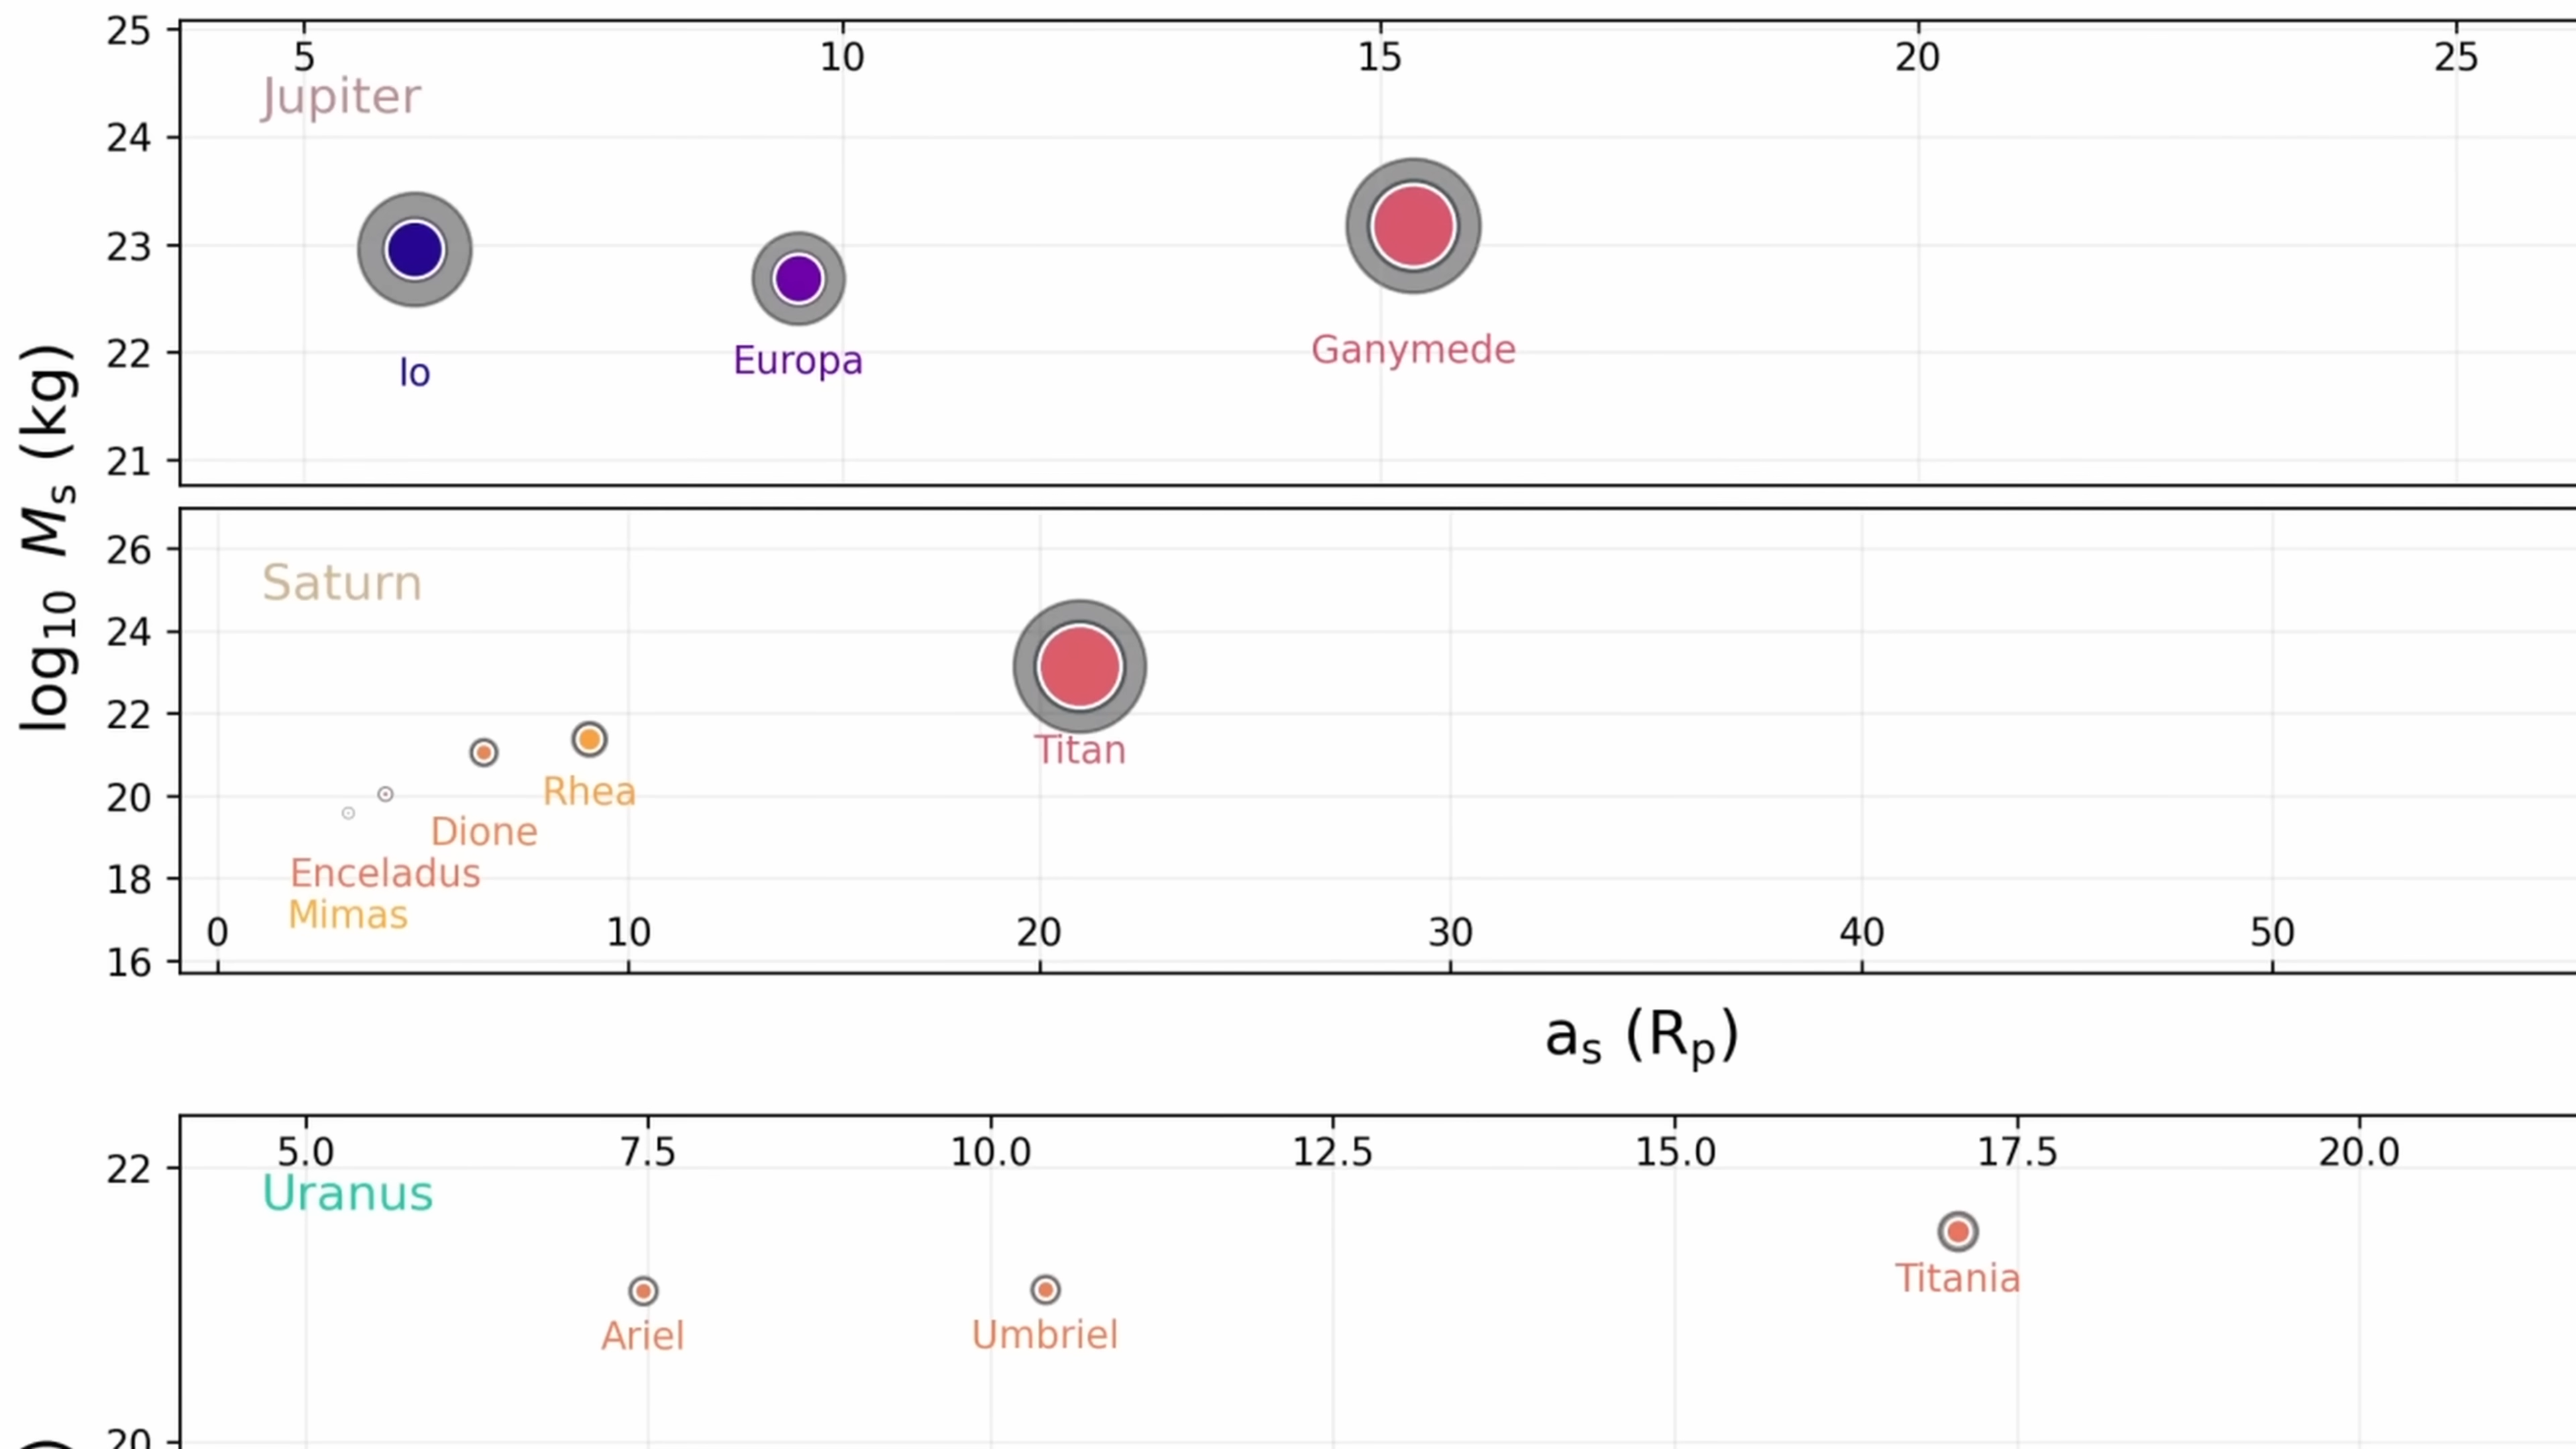 25
5 10 15 20 25
Jupiter
24
23
Io
Europa
Ganymede
22
21
log10 Ms (kg)
26
Saturn
24
22
Titan
Rhea
20
Dione
Enceladus
18
Mimas
0 10 20 30 40 50
16
as (Rp)
5.0 7.5 10.0 12.5 15.0 17.5 20.0
22
Uranus
Titania
Ariel
Umbriel
20